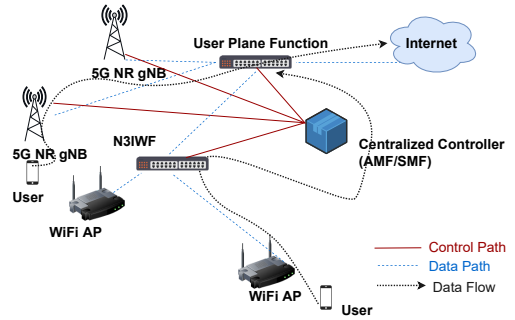 User Plane Function
Internet
5G NR gNB
N3IWF
Centralized Controller
(AMF/SMF)
5G NR gNB
User
WiFi AP
WiFi AP
User
Control Path
Data Path
Data Flow